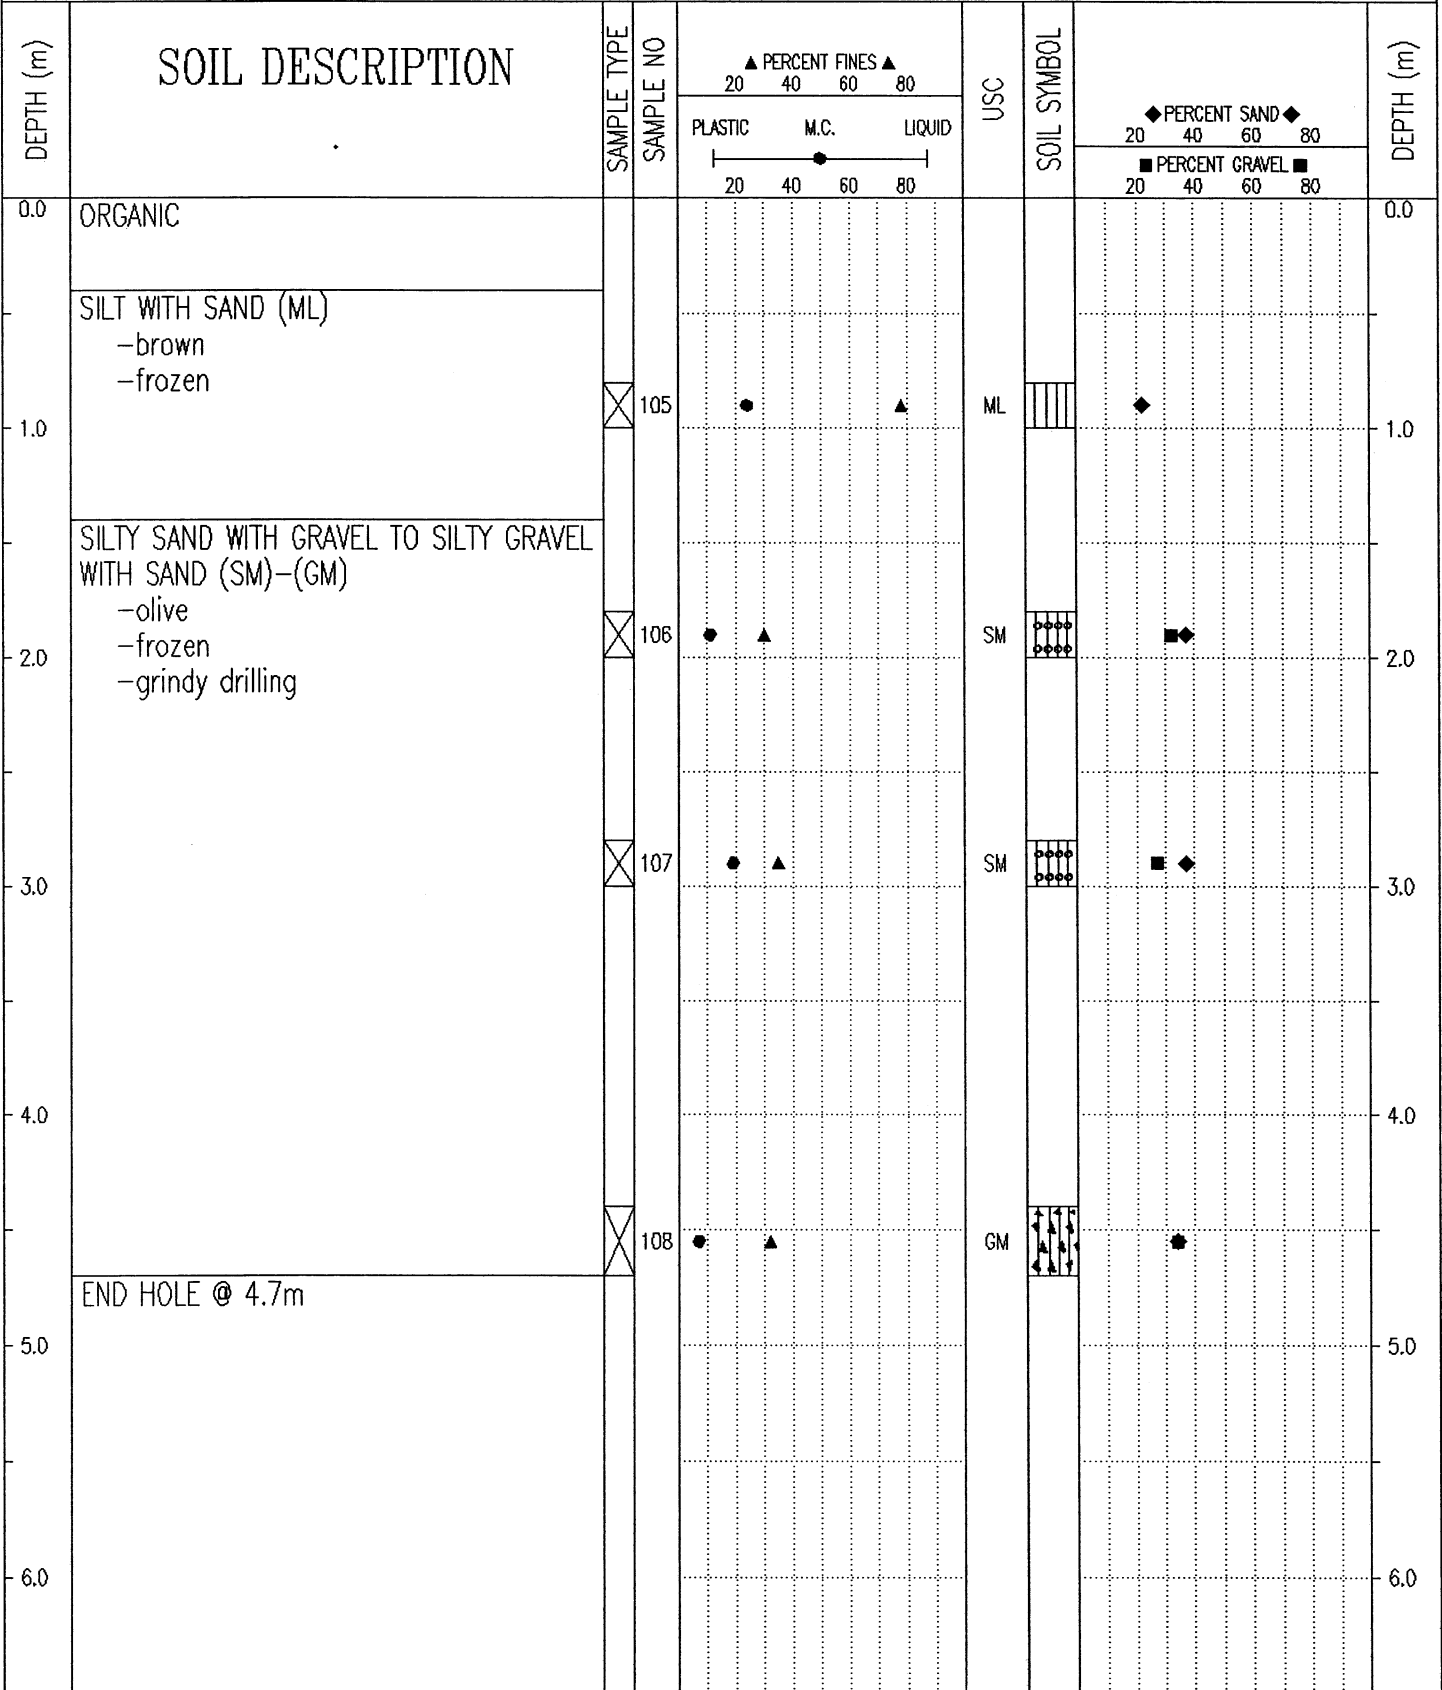 DEPTH (m)
SOIL DESCRIPTION
SAMPLE TYPE
SAMPLE NO
PERCENT FINES
20 40 60 80
PLASTIC M.C. LIQUID
20 40 60 80
USC
SOIL SYMBOL
PERCENT SAND
20 40 60 80
PERCENT GRAVEL
20 40 60 80
DEPTH (m)
0.0 ORGANIC 0.0
SILT WITH SAND (ML)
-brown
-frozen
105 ML
1.0 1.0
SILTY SAND WITH GRAVEL TO SILTY GRAVEL
WITH SAND (SM)-(GM)
-olive
106 SM
-frozen
2.0 2.0
-grindy drilling
107 SM
3.0 3.0
4.0 4.0
108 GM
END HOLE @ 4.7m
5.0 5.0
6.0 6.0